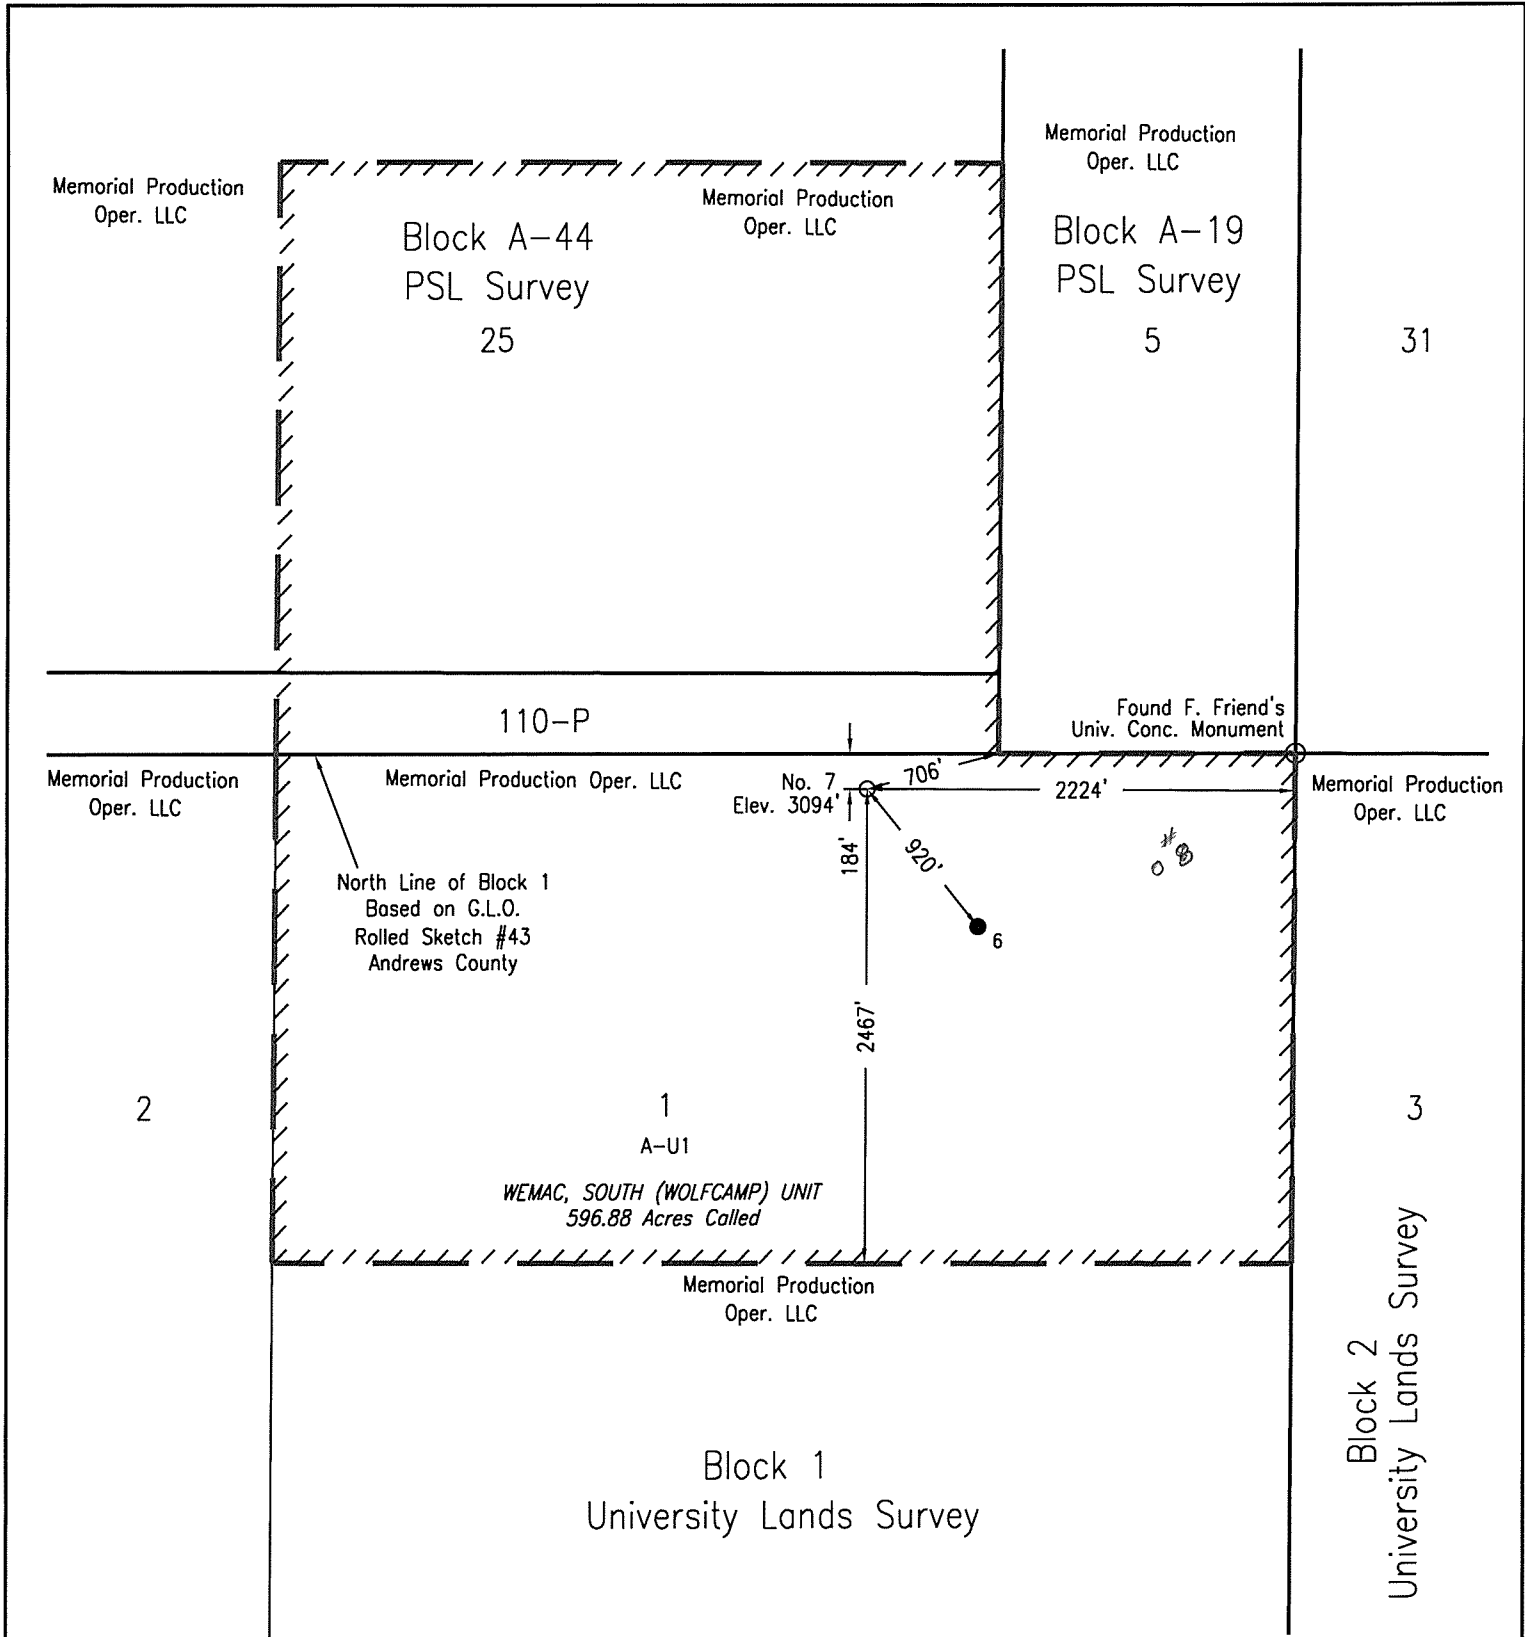 Memorial Production
Oper. LLC
Memorial Production
Oper. LLC
Memorial Production
Oper. LLC
Block A-44
PSL Survey
25
Block A-19
PSL Survey
5
31
110-P
Found F. Friend's
Univ. Conc. Monument
Memorial Production
Oper. LLC
Memorial Production Oper. LLC
No. 7
Elev. 3094'
706'
2224'
Memorial Production
Oper. LLC
184'
920'
# 8
6
North Line of Block 1
Based on G.L.O.
Rolled Sketch #43
Andrews County
2467'
2
1
A-U1
3
WEMAC, SOUTH (WOLFCAMP) UNIT
596.88 Acres Called
Memorial Production
Oper. LLC
Block 1
University Lands Survey
Block 2
University Lands Survey